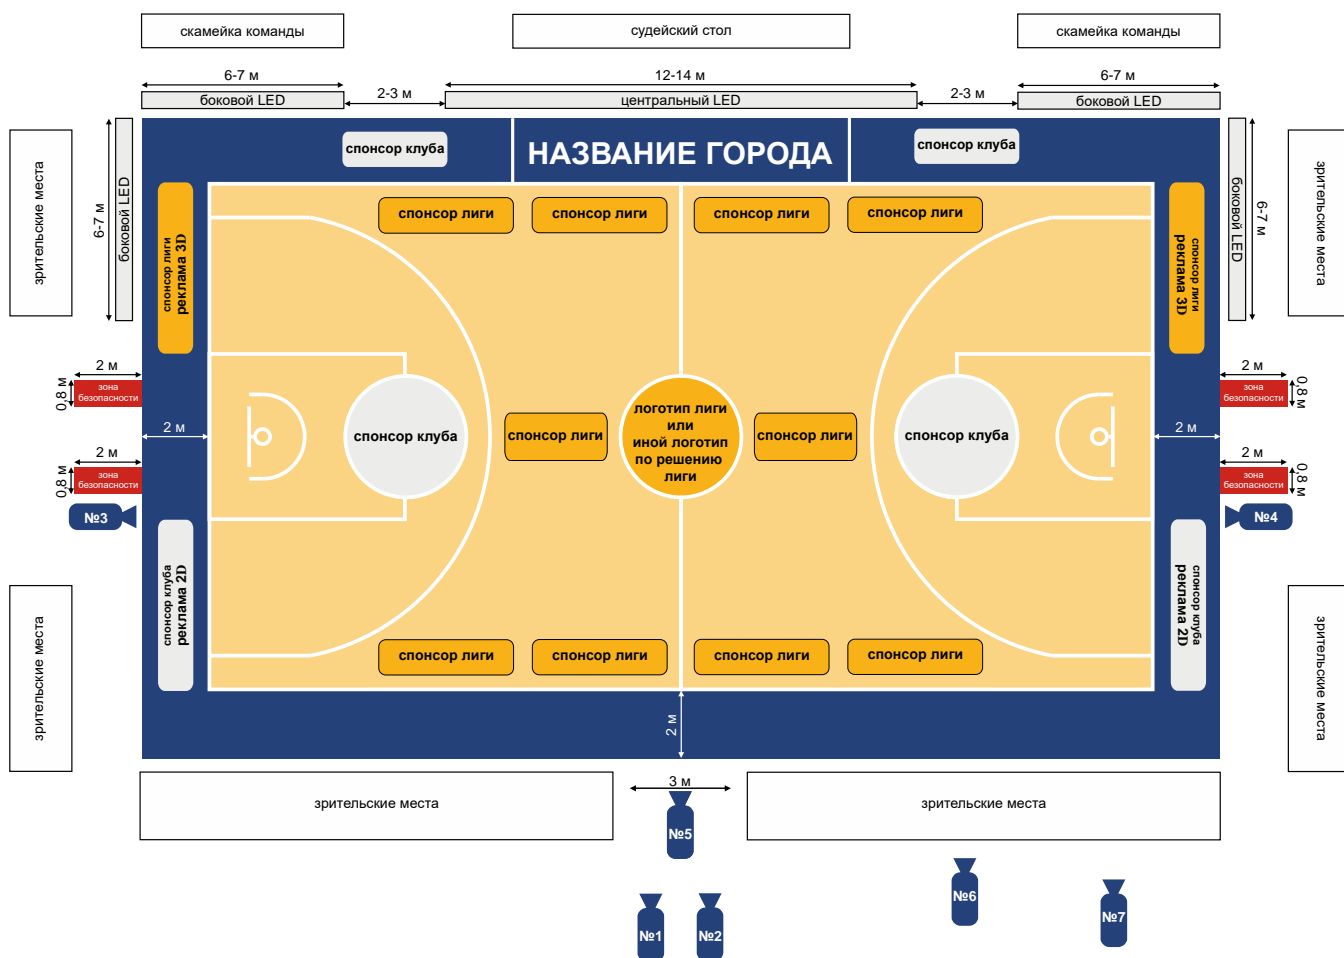 скамейка команды
судейский стол
скамейка команды
6-7 м
12-14 м
6-7 м
боковой LED
2-3 м
центральный LED
2-3 м
боковой LED
зрительские места
6-7 м
боковой LED
спонсор клуба
НАЗВАНИЕ ГОРОДА
спонсор клуба
боковой LED
6-7 м
зрительские места
спонсор лиги
реклама 3D
спонсор лиги
спонсор лиги
спонсор лиги
спонсор лиги
спонсор лиги
реклама 3D
2 м
0,8 м
зона
безопасности
2 м
2 м
0,8 м
зона
безопасности
№3
спонсор клуба
спонсор лиги
логотип лиги
или
иной логотип
по решению
лиги
спонсор лиги
спонсор клуба
2 м
зона
безопасности
0,8 м
2 м
2 м
зона
безопасности
0,8 м
№4
зрительские места
спонсор клуба
реклама 2D
спонсор лиги
спонсор лиги
спонсор лиги
спонсор лиги
спонсор клуба
реклама 2D
зрительские места
2 м
зрительские места
3 м
зрительские места
№5
№6
№7
№1
№2